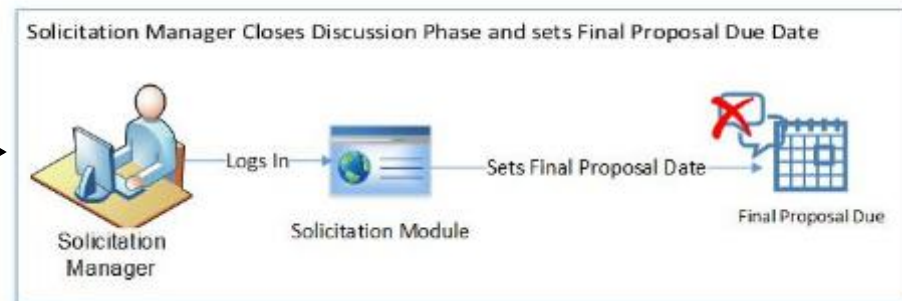 Solicitation Manager Closes Discussion Phase and sets Final Proposal Due Date
Logs In
Sets Final Proposal Date
Solicitation Module
Final Proposal Due
Solicitation
Manager